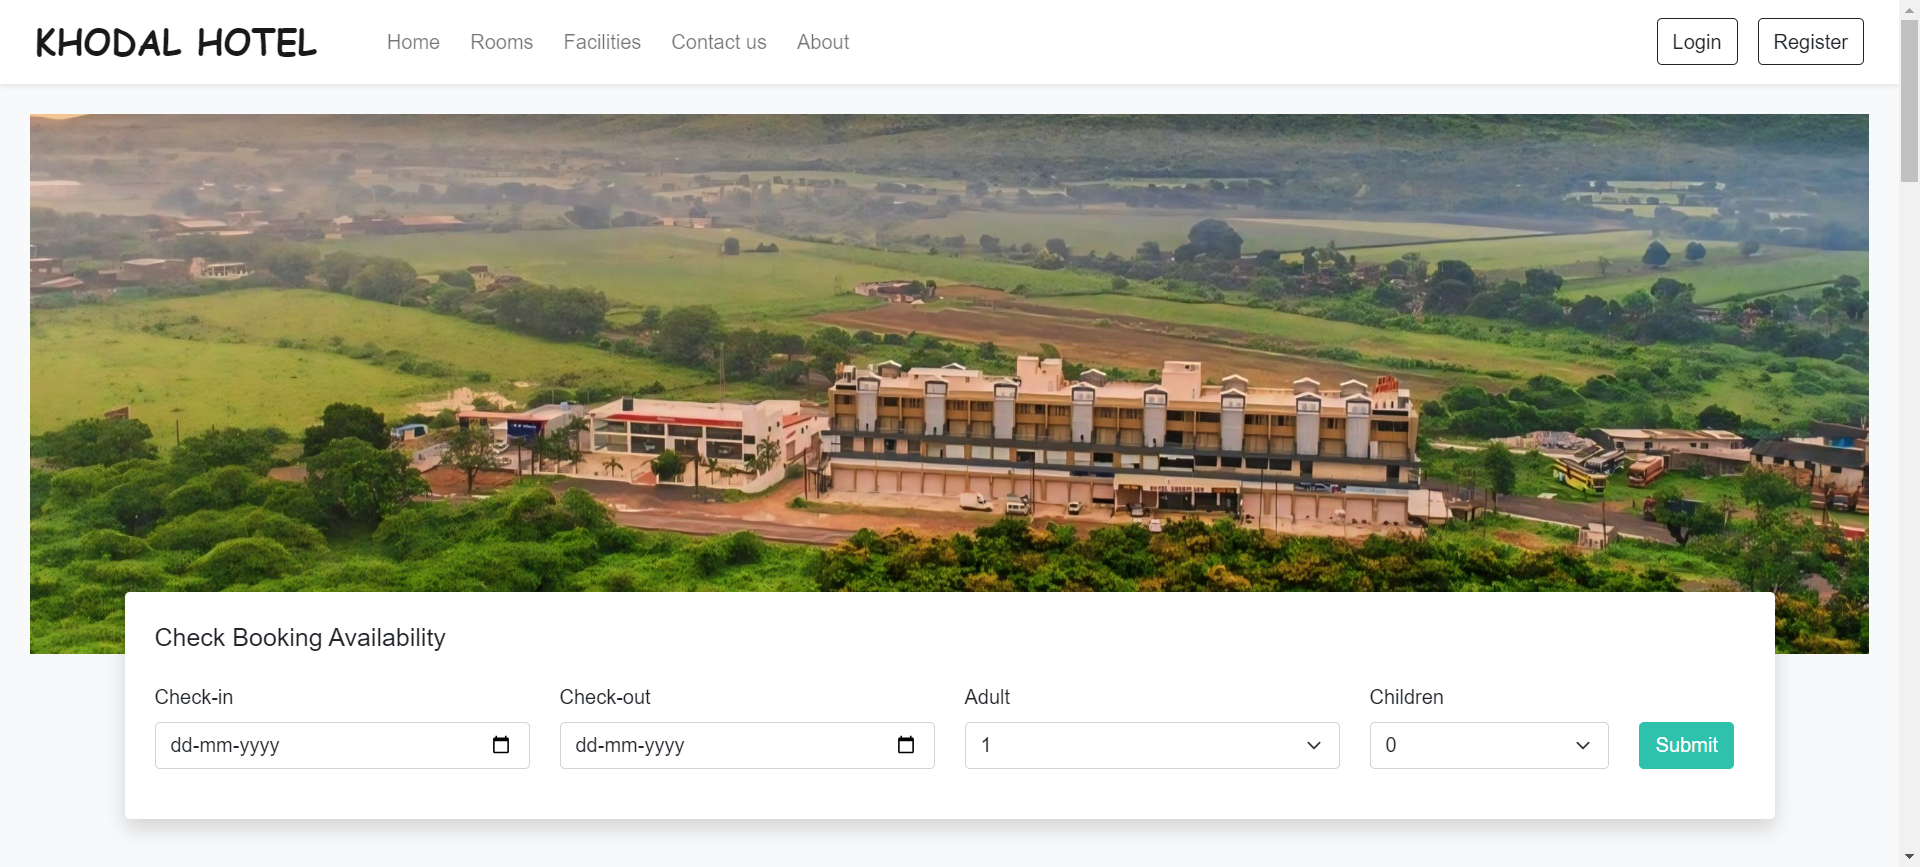 KHODAL HOTEL
Home Rooms Facilities Contact us About
Login Register
Check Booking Availability
Check-in Check-out Adult Children
dd-mm-yyyy dd-mm-yyyy 1 0 Submit